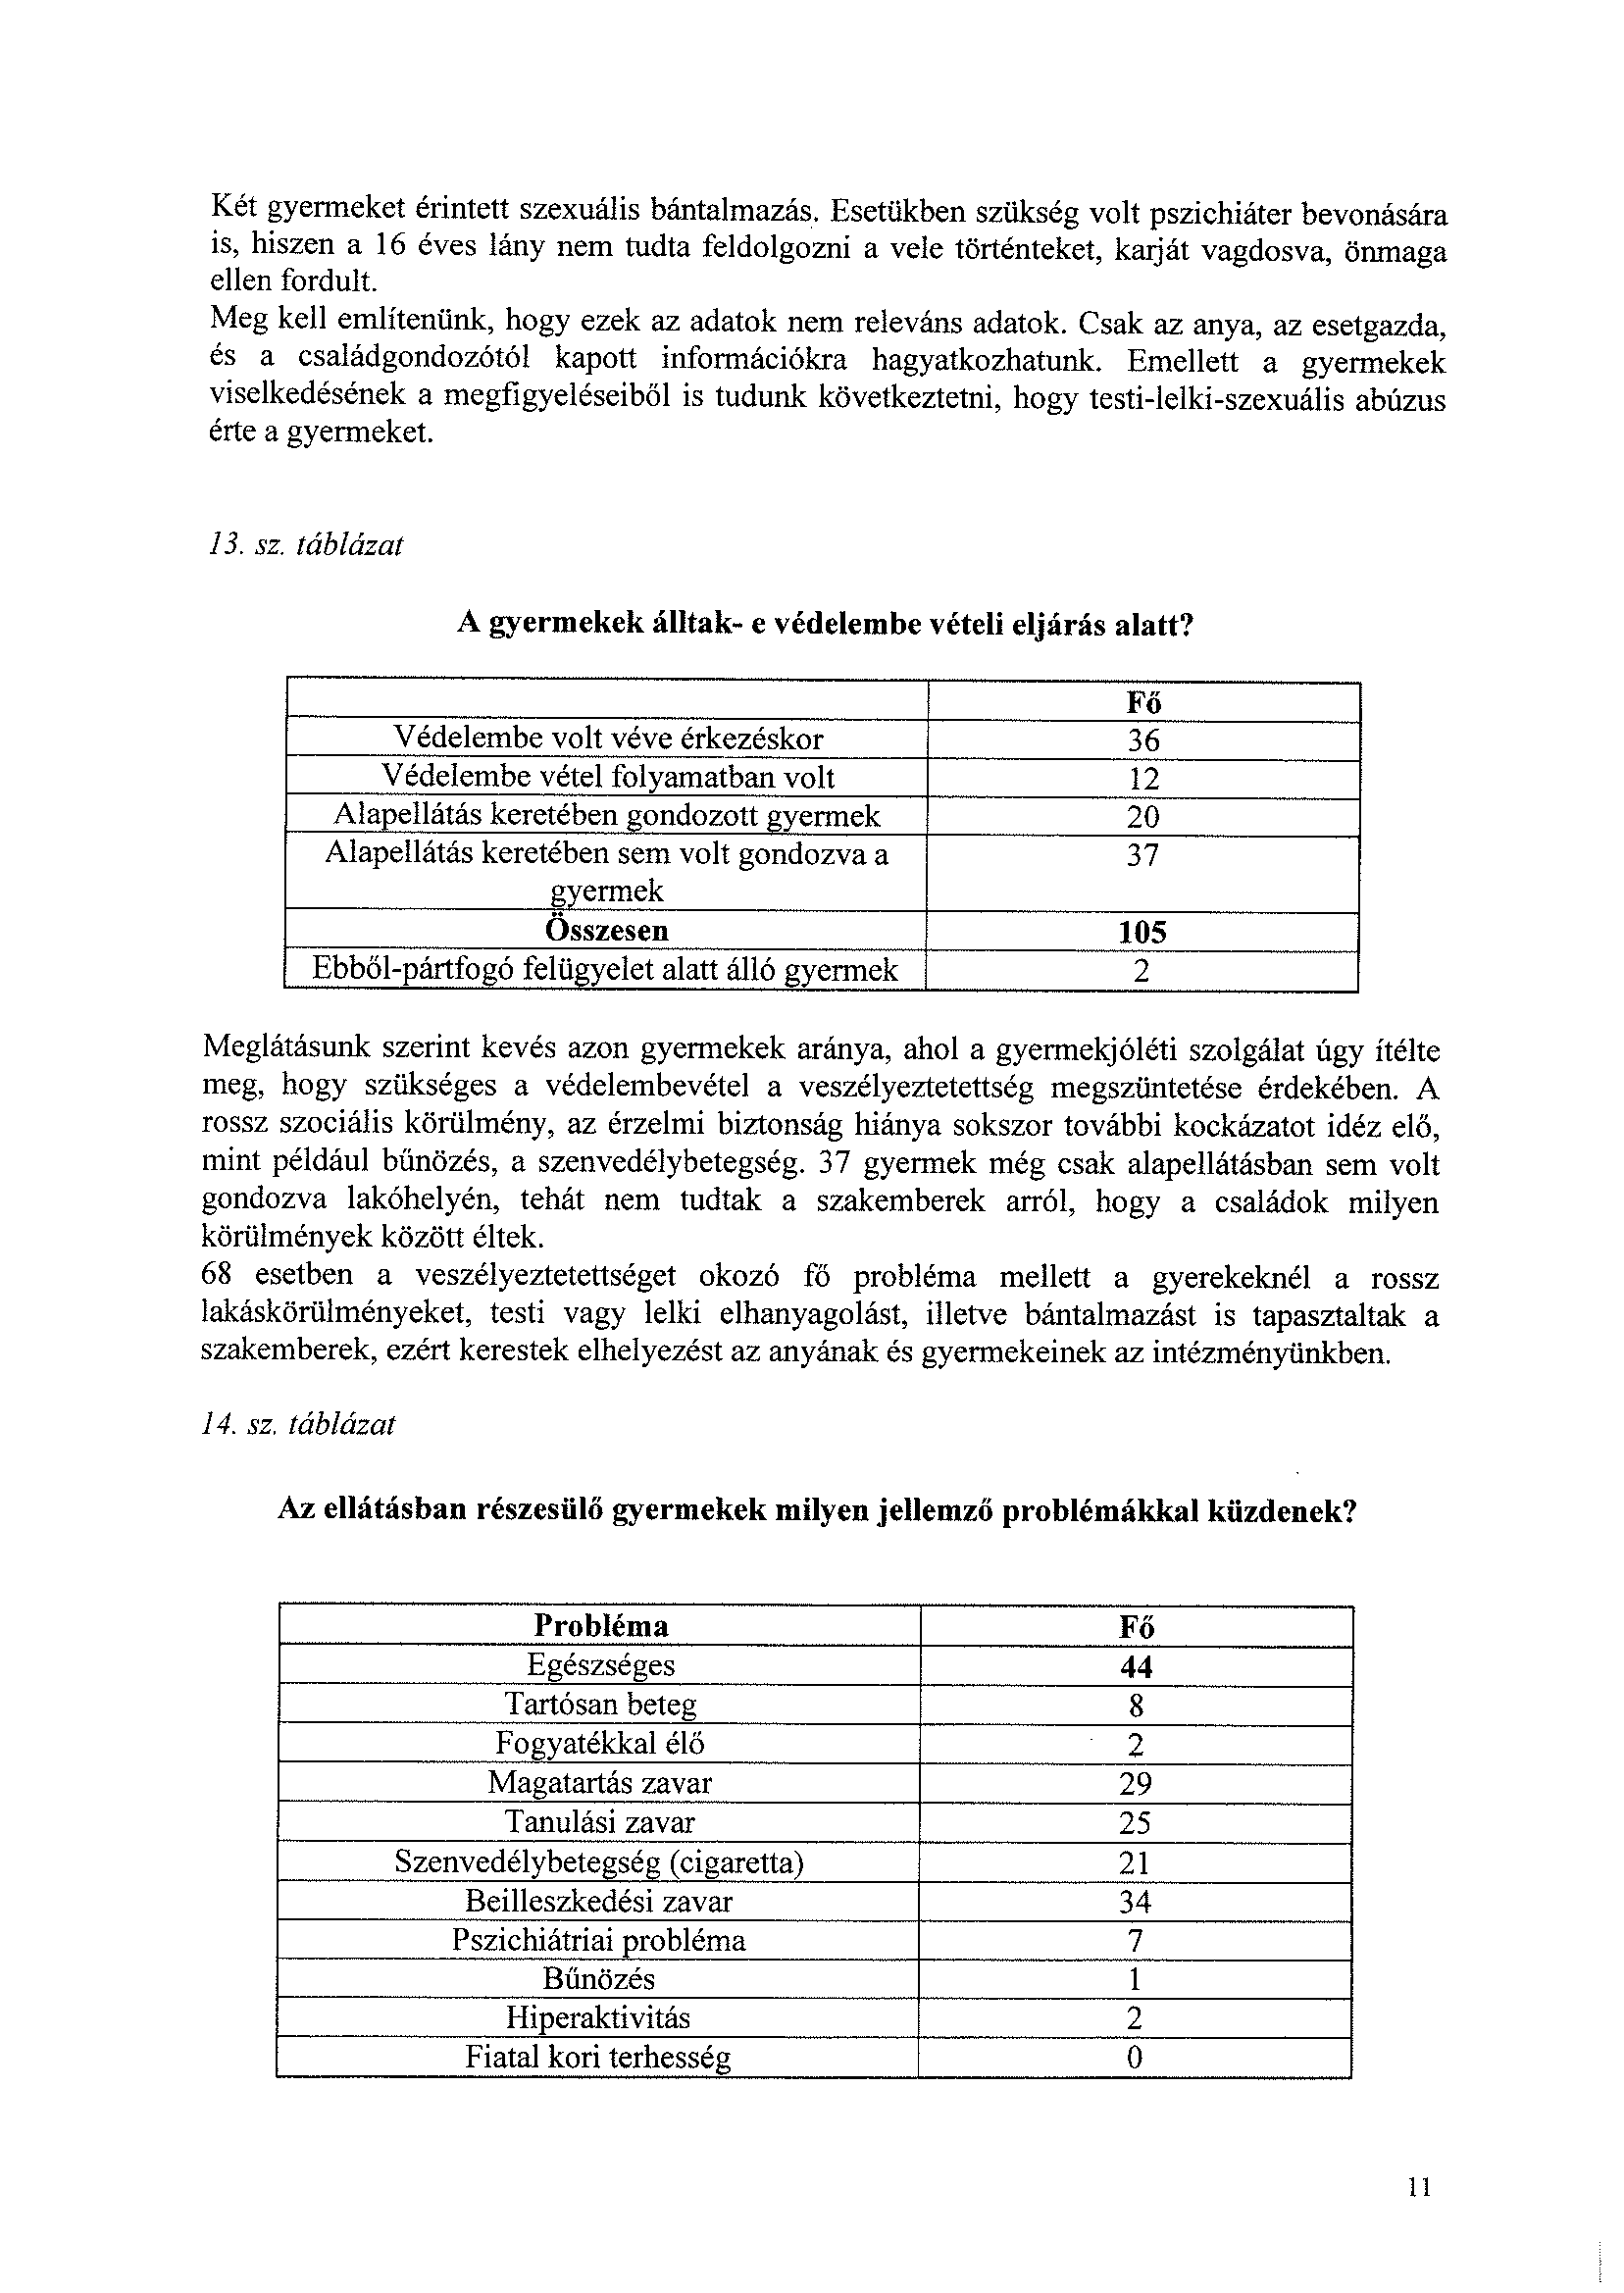 Két gyermeket érintett szexuális bántalmazás. Esetükben szükség volt pszichiáter bevonására
is, hiszen a 16 éves lány nem tudta feldolgozni a vele történteket, karját vagdosva, önmaga
ellen fordult.
Meg kell említenünk, hogy ezek az adatok nem releváns adatok. Csak az anya, az esetgazda,
és a családgondozótól kapott információkra hagyatkozhatunk. Emellett a gyermekek
viselkedésének a megfigyeléseiből is tudunk következtetni, hogy testi-lelki-szexuális abúzus
érte a gyermeket.
13. sz. táblázat
A gyermekek álltak- e védelembe vételi eljárás alatt?
Fő
Védelembe volt véve érkezéskor 36
Védelembe vétel folyamatban volt 12
Alapellátás keretében gondozott gyermek 20
Alapellátás keretében sem volt gondozva a 37
gyermek
Összesen 105
Ebből-pártfogó felügyelet alatt álló gyermek 2
Meglátásunk szerint kevés azon gyermekek aránya, ahol a gyermekjóléti szolgálat úgy ítélte
meg, hogy szükséges a védelembevétel a veszélyeztetettség megszüntetése érdekében. A
rossz szociális körülmény, az érzelmi biztonság hiánya sokszor további kockázatot idéz elő,
mint például bűnözés, a szenvedélybetegség. 37 gyermek még csak alapellátásban sem volt
gondozva lakóhelyén, tehát nem tudtak a szakemberek arról, hogy a családok milyen
körülmények között éltek.
68 esetben a veszélyeztetettséget okozó fő probléma mellett a gyerekeknél a rossz
lakáskörülményeket, testi vagy lelki elhanyagolást, illetve bántalmazást is tapasztaltak a
szakemberek, ezért kerestek elhelyezést az anyának és gyermekeinek az intézményünkben.
14. sz. táblázat
Az ellátásban részesülő gyermekek milyen jellemző problémákkal küzdenek?
Probléma Fő
Egészséges 44
Tartósan beteg 8
Fogyatékkal élő 2
Magatartás zavar 29
Tanulási zavar 25
Szenvedélybetegség (cigaretta) 21
Beilleszkedési zavar 34
Pszichiátriai probléma 7
Bűnözés 1
Hiperaktivitás 2
Fiatal kori terhesség 0
11